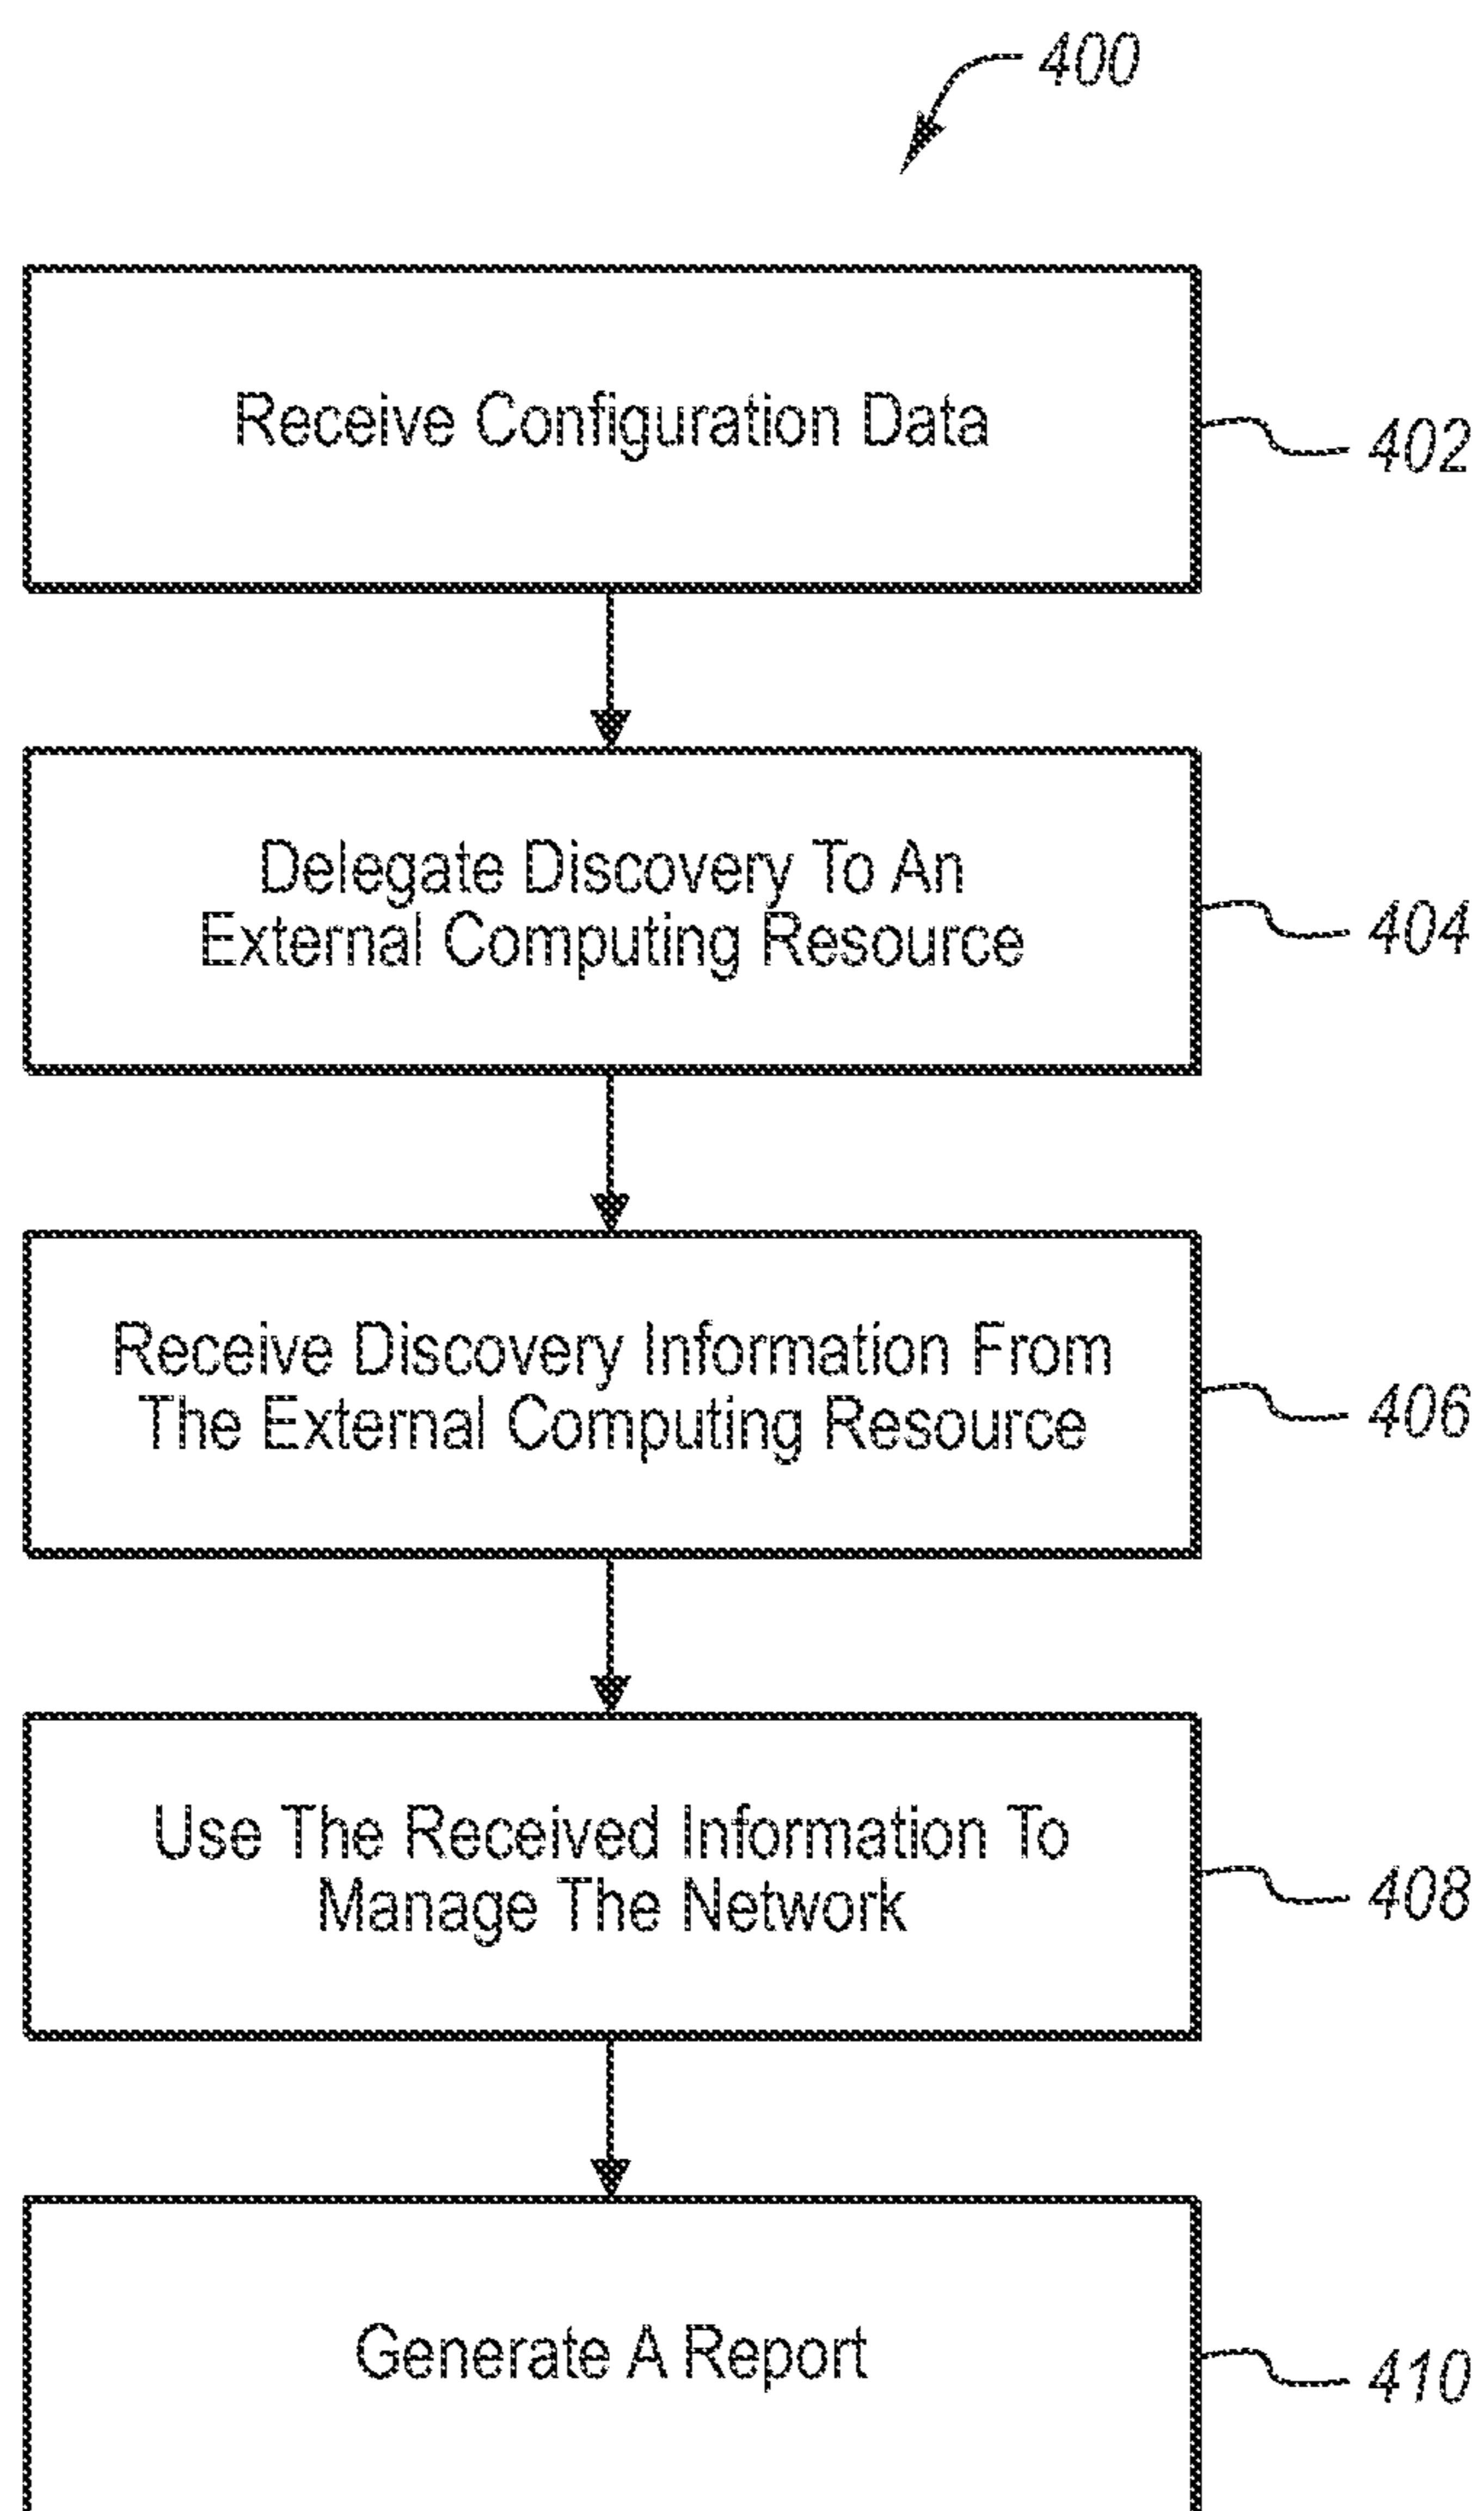 400
Receive Configuration Data
402
Delegate Discovery To An
External Computing Resource
404
Receive Discovery Information From
The External Computing Resource
406
Use The Received Information To
Manage The Network
408
Generate A Report
410